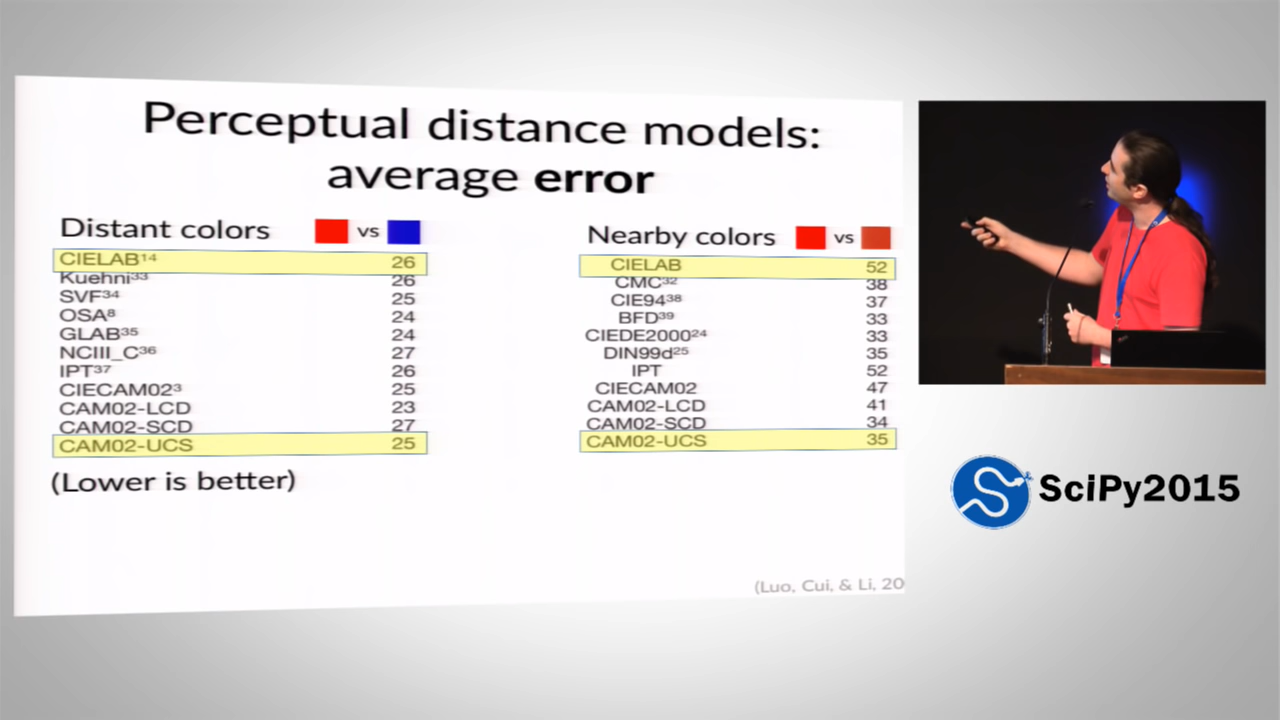 Perceptual distance models:
average error
Distant colors vs
CIELAB¹⁴ 26
Kuehni³³ 26
SVF³⁴ 25
OSA⁸ 24
GLAB³⁵ 24
NCIII_C³⁶ 27
IPT³⁷ 26
CIECAM02³ 25
CAM02-LCD 23
CAM02-SCD 27
CAM02-UCS 25
(Lower is better)
Nearby colors vs
CIELAB 52
CMC³² 38
CIE94³⁸ 37
BFD³⁹ 33
CIEDE2000²⁴ 33
DIN99d²⁵ 35
IPT 52
CIECAM02 47
CAM02-LCD 41
CAM02-SCD 34
CAM02-UCS 35
(Luo, Cui, & Li, 20
SciPy2015